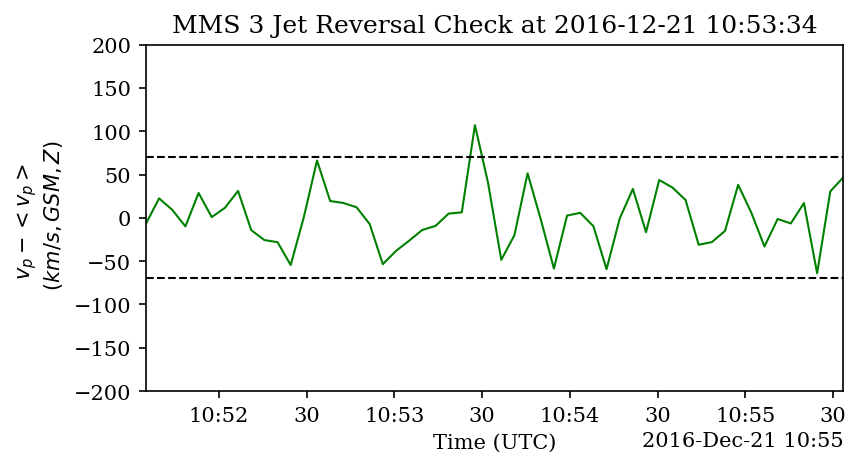 MMS 3 Jet Reversal Check at 2016-12-21 10:53:34
200
150
100
50
0
−50
−100
−150
−200
v_p − < v_p >
(km/s, GSM, Z)
10:52 30 10:53 30 10:54 30 10:55 30
Time (UTC)
2016-Dec-21 10:55